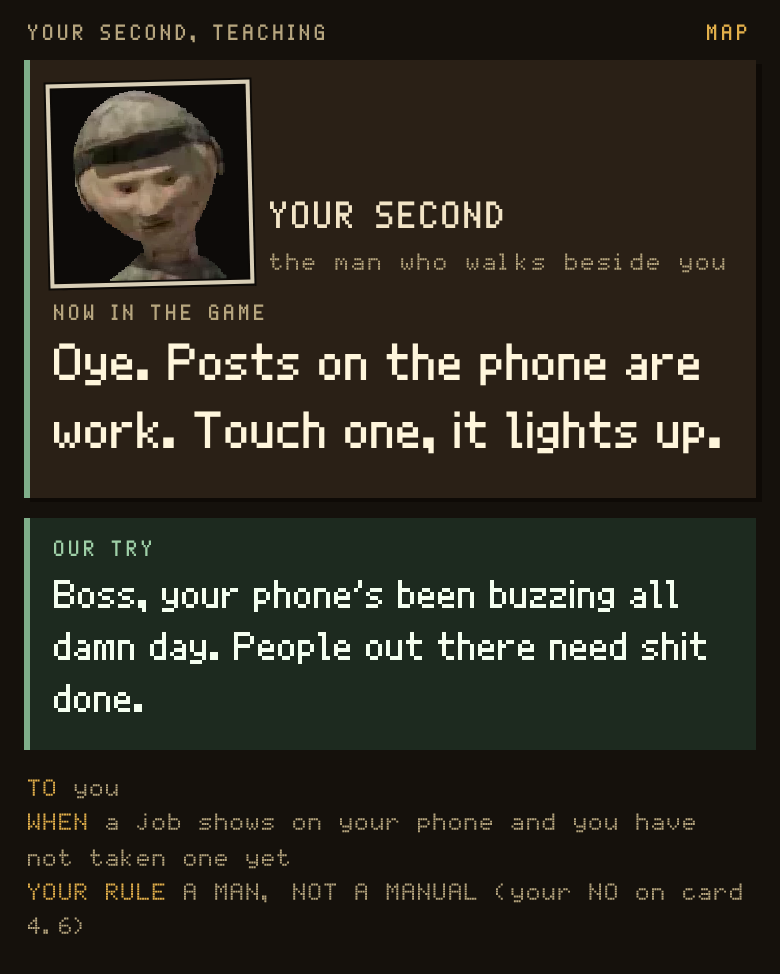 YOUR SECOND, TEACHING
MAP
YOUR SECOND
the man who walks beside you
NOW IN THE GAME
Oye. Posts on the phone are
work. Touch one, it lights up.
OUR TRY
Boss, your phone's been buzzing all
damn day. People out there need shit
done.
TO you
WHEN a job shows on your phone and you have
not taken one yet
YOUR RULE A MAN, NOT A MANUAL (your NO on card
4.6)